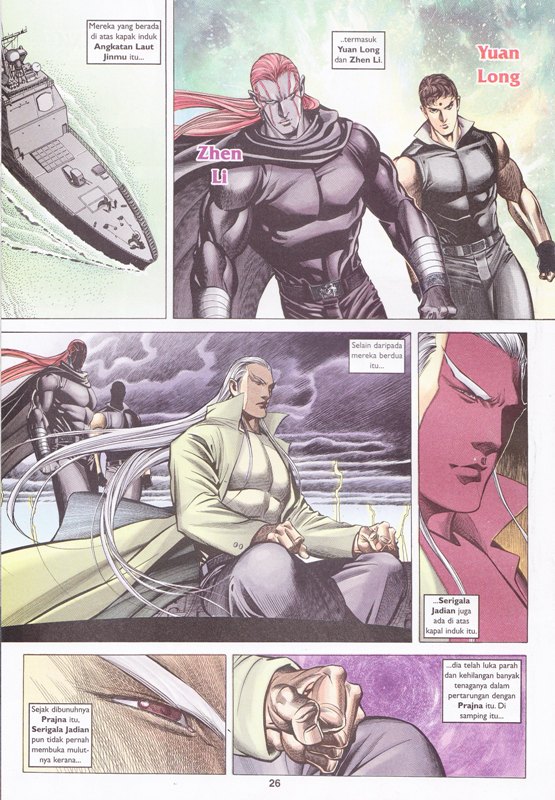 Mereka yang berada
di atas kapak induk
Angkatan Laut
Jinmu itu...
..termasuk
Yuan Long
dan Zhen Li.
Yuan
Long
Zhen
Li
Selain daripada
mereka berdua
itu...
...Serigala
Jadian juga
ada di atas
kapal induk itu.
Sejak dibunuhnya
Prajna itu,
Serigala Jadian
pun tidak pernah
membuka mulut-
nya kerana...
...dia telah luka parah
dan kehilangan banyak
tenaganya dalam
pertarungan dengan
Prajna itu. Di
samping itu...
26